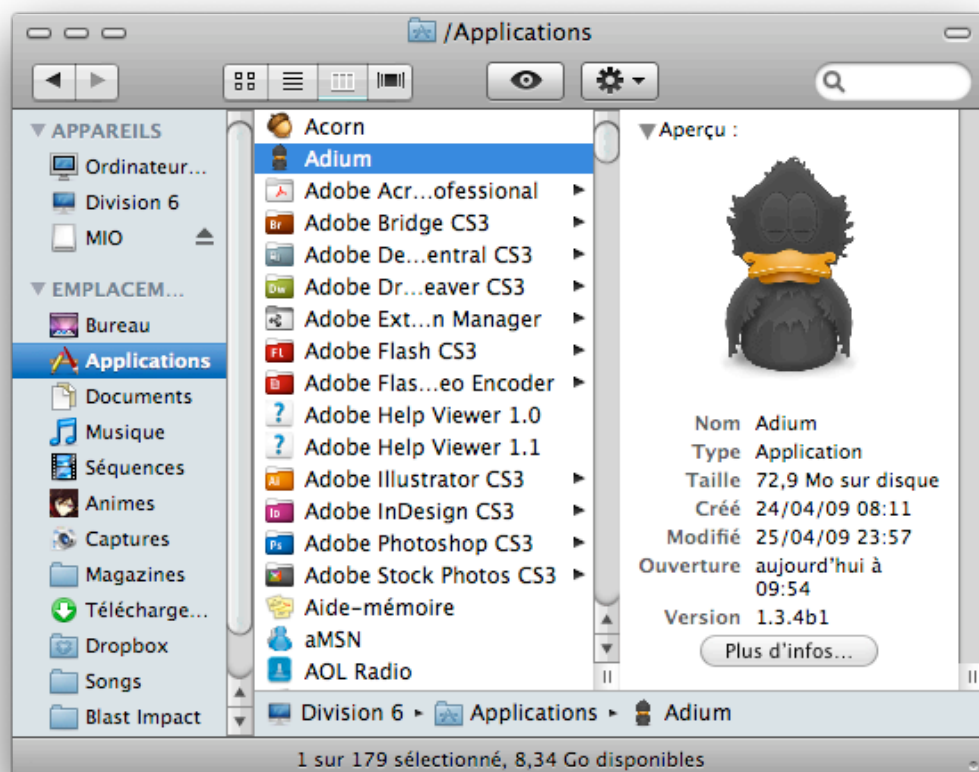 /Applications
APPAREILS
Ordinateur...
Division 6
MIO
EMPLACEM...
Bureau
Applications
Documents
Musique
Séquences
Animes
Captures
Magazines
Télécharge...
Dropbox
Songs
Blast Impact
Acorn
Adium
Adobe Acr...ofessional
Adobe Bridge CS3
Adobe De...entral CS3
Adobe Dr...eaver CS3
Adobe Ext...n Manager
Adobe Flash CS3
Adobe Flas...eo Encoder
Adobe Help Viewer 1.0
Adobe Help Viewer 1.1
Adobe Illustrator CS3
Adobe InDesign CS3
Adobe Photoshop CS3
Adobe Stock Photos CS3
Aide-mémoire
aMSN
AOL Radio
Aperçu :
Nom Adium
Type Application
Taille 72,9 Mo sur disque
Créé 24/04/09 08:11
Modifié 25/04/09 23:57
Ouverture aujourd'hui à
09:54
Version 1.3.4b1
Plus d'infos...
Division 6 ▸ Applications ▸ Adium
1 sur 179 sélectionné, 8,34 Go disponibles